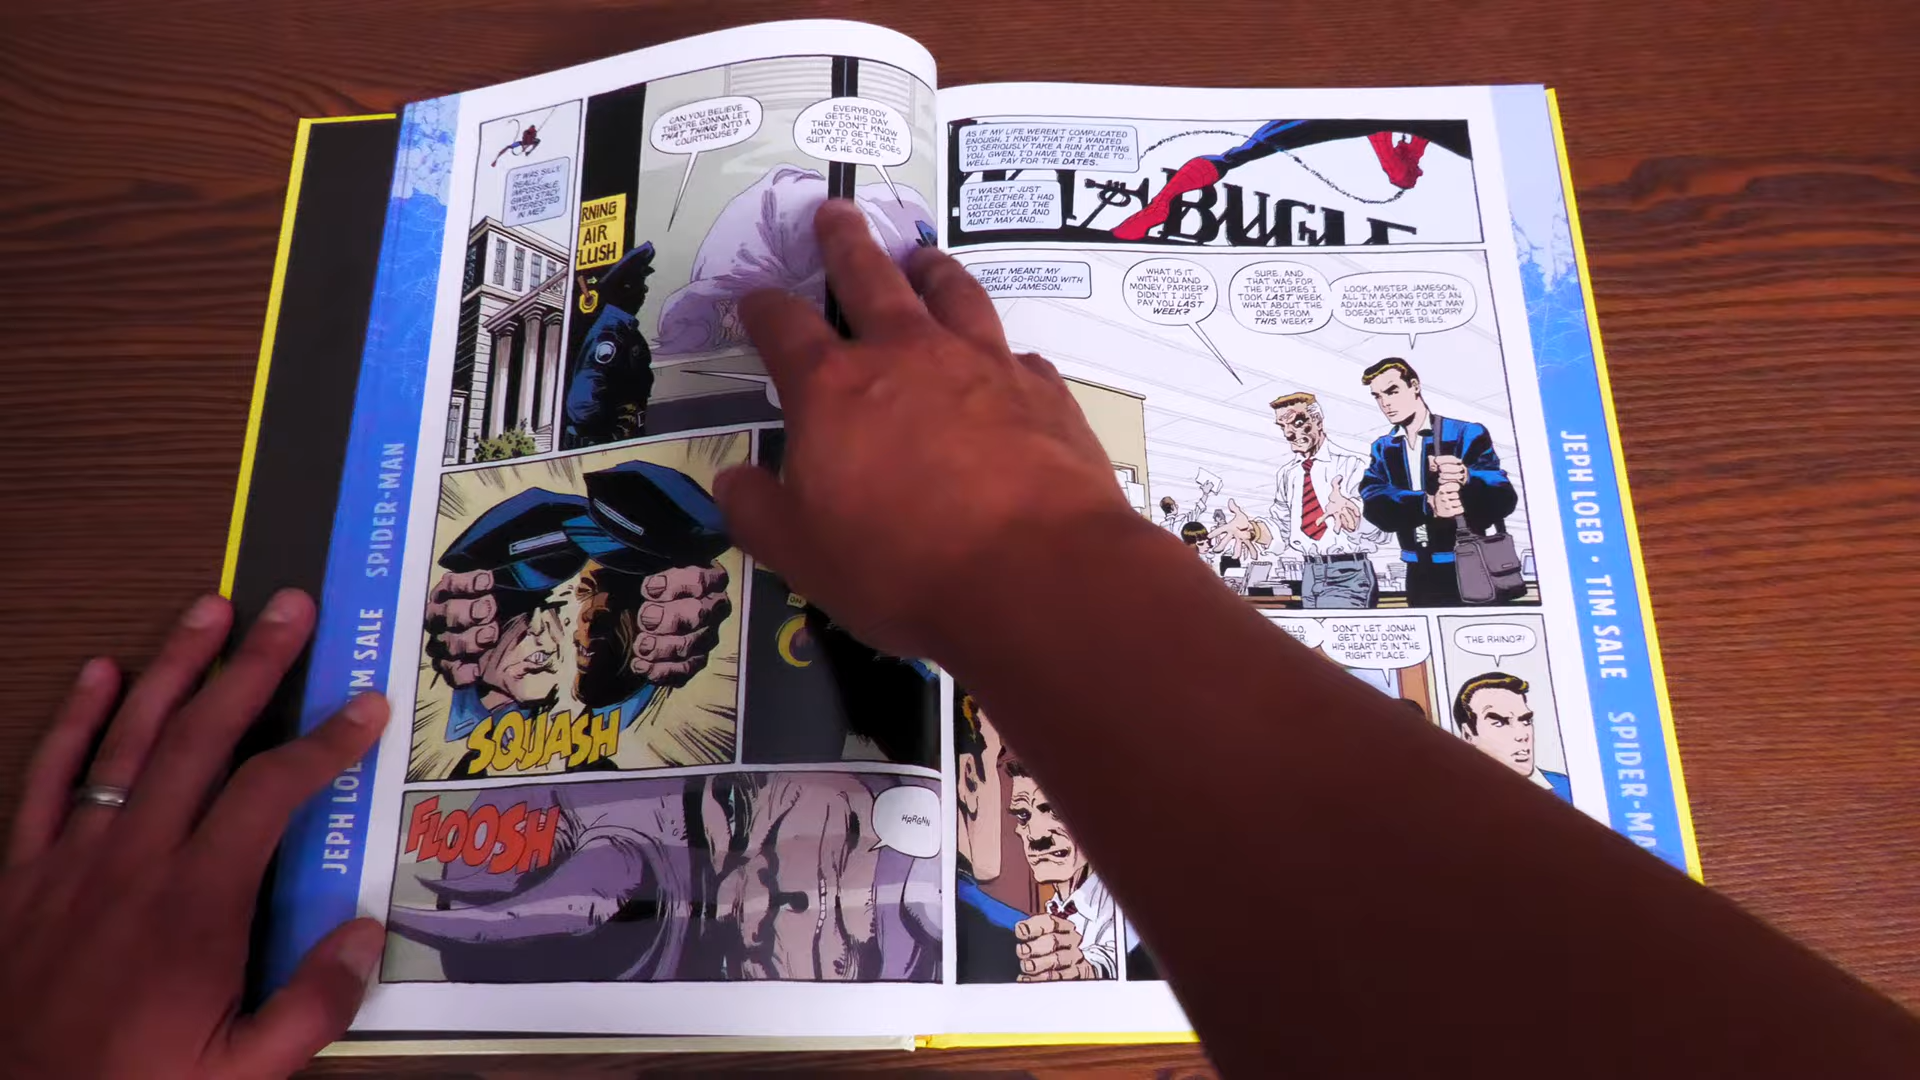 IT WAS SILLY.
REALLY.
IMPOSSIBLE.
GWEN STACY
INTERESTED
IN ME?
CAN YOU BELIEVE
THEY'RE GONNA LET
THAT THING INTO A
COURTHOUSE?
EVERYBODY
GETS HIS DAY.
THEY DON'T KNOW
HOW TO GET THAT
SUIT OFF, SO HE GOES
AS HE GOES.
RNING
AIR
FLUSH
SQUASH
FLOOSH
HRRGNN
AS IF MY LIFE WEREN'T COMPLICATED
ENOUGH, I KNEW THAT IF I WANTED
TO SERIOUSLY TAKE A RUN AT DATING
YOU, GWEN, I'D HAVE TO BE ABLE TO...
WELL... PAY FOR THE DATES.
IT WASN'T JUST
THAT, EITHER. I HAD
COLLEGE AND THE
MOTORCYCLE AND
AUNT MAY AND...
BUGLE
THAT MEANT MY
WEEKLY GO-ROUND WITH
JONAH JAMESON.
WHAT IS IT
WITH YOU AND
MONEY, PARKER?
DIDN'T I JUST
PAY YOU LAST
WEEK?
SURE. AND
THAT WAS FOR
THE PICTURES I
TOOK LAST WEEK.
WHAT ABOUT THE
ONES FROM
THIS WEEK?
LOOK, MISTER JAMESON,
ALL I'M ASKING FOR IS AN
ADVANCE SO MY AUNT MAY
DOESN'T HAVE TO WORRY
ABOUT THE BILLS.
DON'T LET JONAH
GET YOU DOWN.
HIS HEART IS IN THE
RIGHT PLACE.
THE RHINO?!
JEPH LOE IM SALE SPIDER-MAN
JEPH LOEB • TIM SALE SPIDER-MA